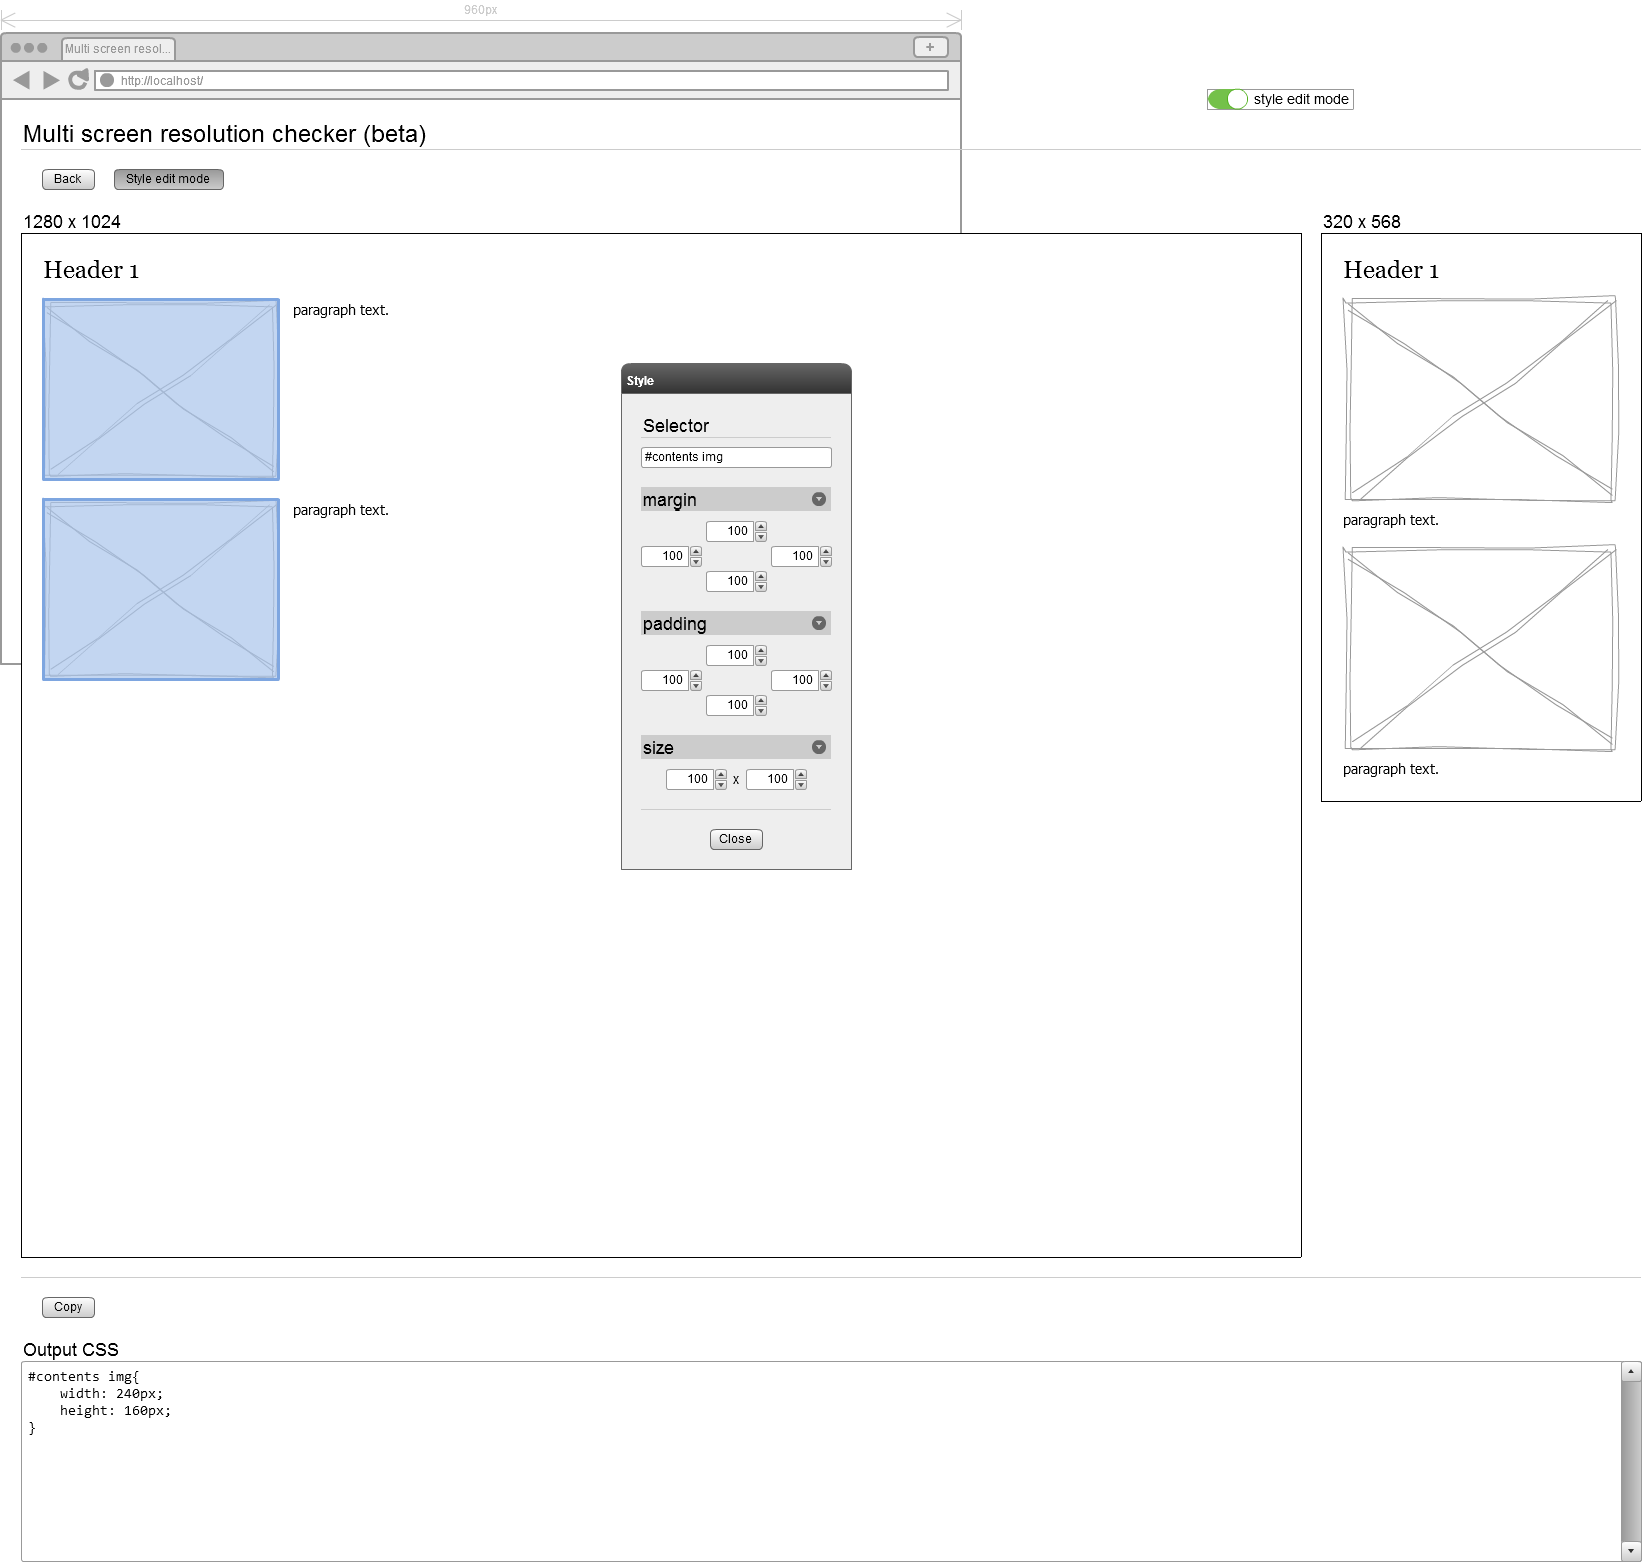 960px
Multi screen resol...
+
http://localhost/
style edit mode
Multi screen resolution checker (beta)
Back
Style edit mode
1280 x 1024
Header 1
paragraph text.
paragraph text.
Style
Selector
#contents img
margin
100
100
100
100
padding
100
100
100
100
size
100 x 100
Close
320 x 568
Header 1
paragraph text.
paragraph text.
Copy
Output CSS
#contents img{
    width: 240px;
    height: 160px;
}